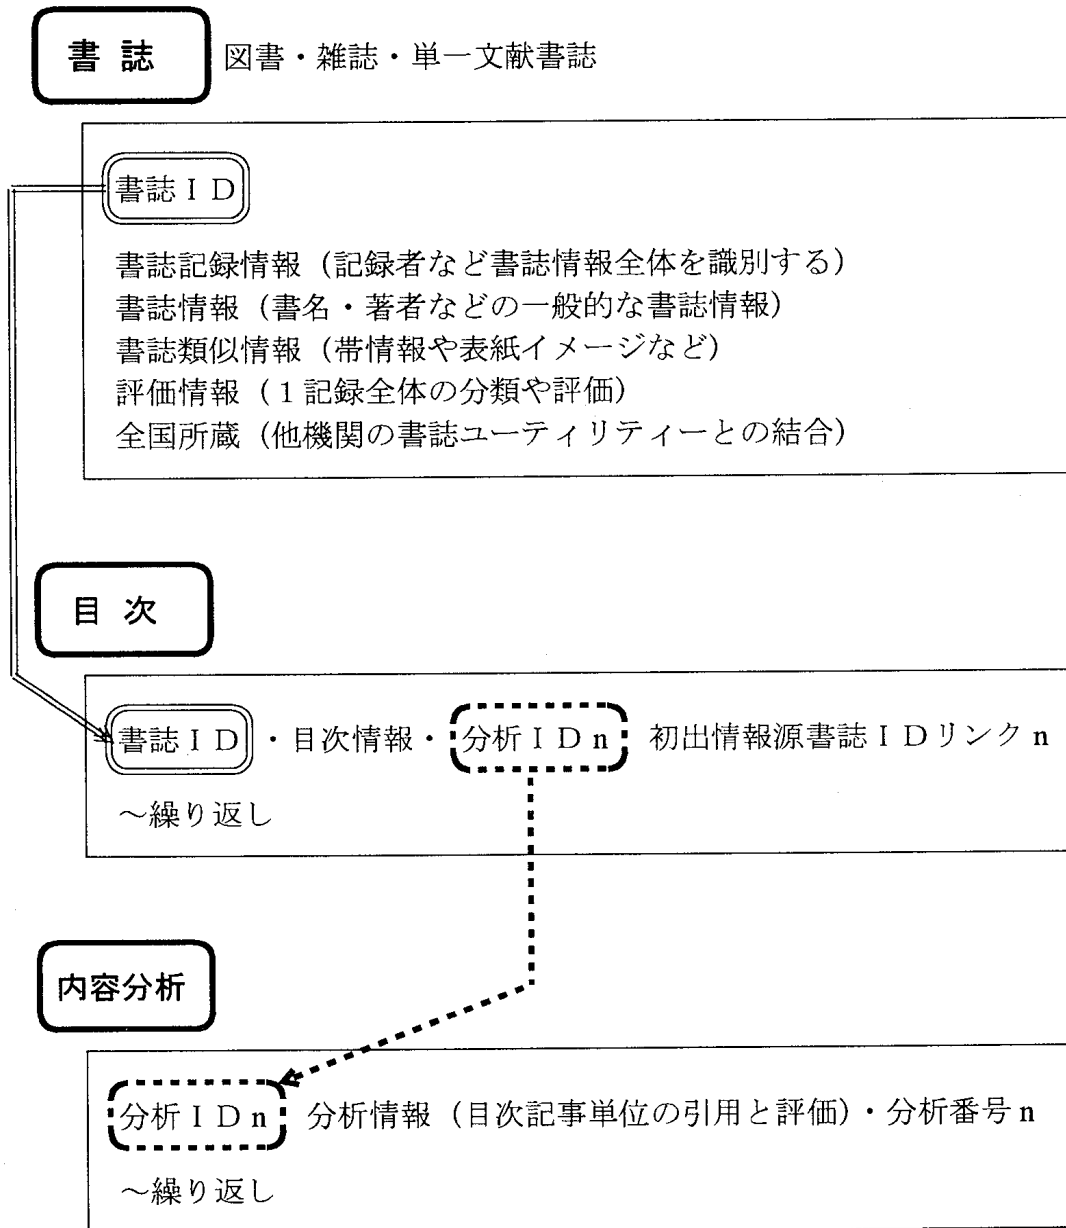 書誌 図書・雑誌・単一文献書誌
書誌ＩＤ
書誌記録情報（記録者など書誌情報全体を識別する）
書誌情報（書名・著者などの一般的な書誌情報）
書誌類似情報（帯情報や表紙イメージなど）
評価情報（１記録全体の分類や評価）
全国所蔵（他機関の書誌ユーティリティーとの結合）
目次
書誌ＩＤ・目次情報・分析ＩＤn 初出情報源書誌ＩＤリンクn
～繰り返し
内容分析
分析ＩＤn 分析情報（目次記事単位の引用と評価）・分析番号n
～繰り返し